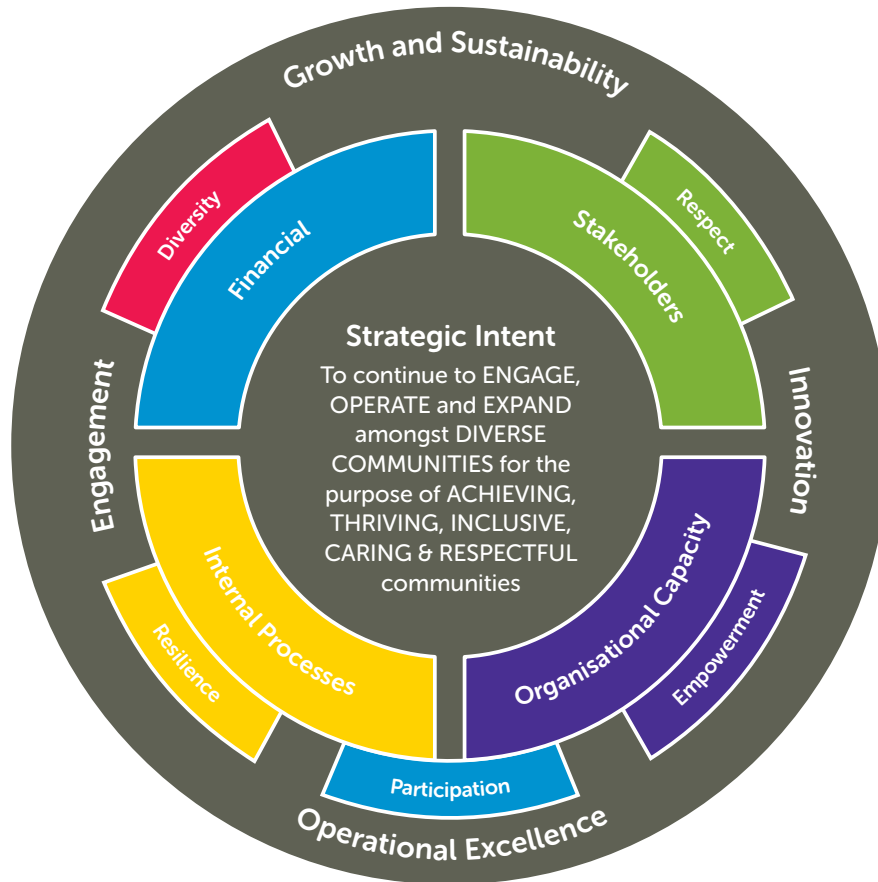 Growth and Sustainability
Diversity
Financial
Stakeholders
Respect
Engagement
Strategic Intent
To continue to ENGAGE,
OPERATE and EXPAND
amongst DIVERSE
COMMUNITIES for the
purpose of ACHIEVING,
THRIVING, INCLUSIVE,
CARING & RESPECTFUL
communities
Innovation
Internal Processes
Resilience
Organisational Capacity
Empowerment
Participation
Operational Excellence